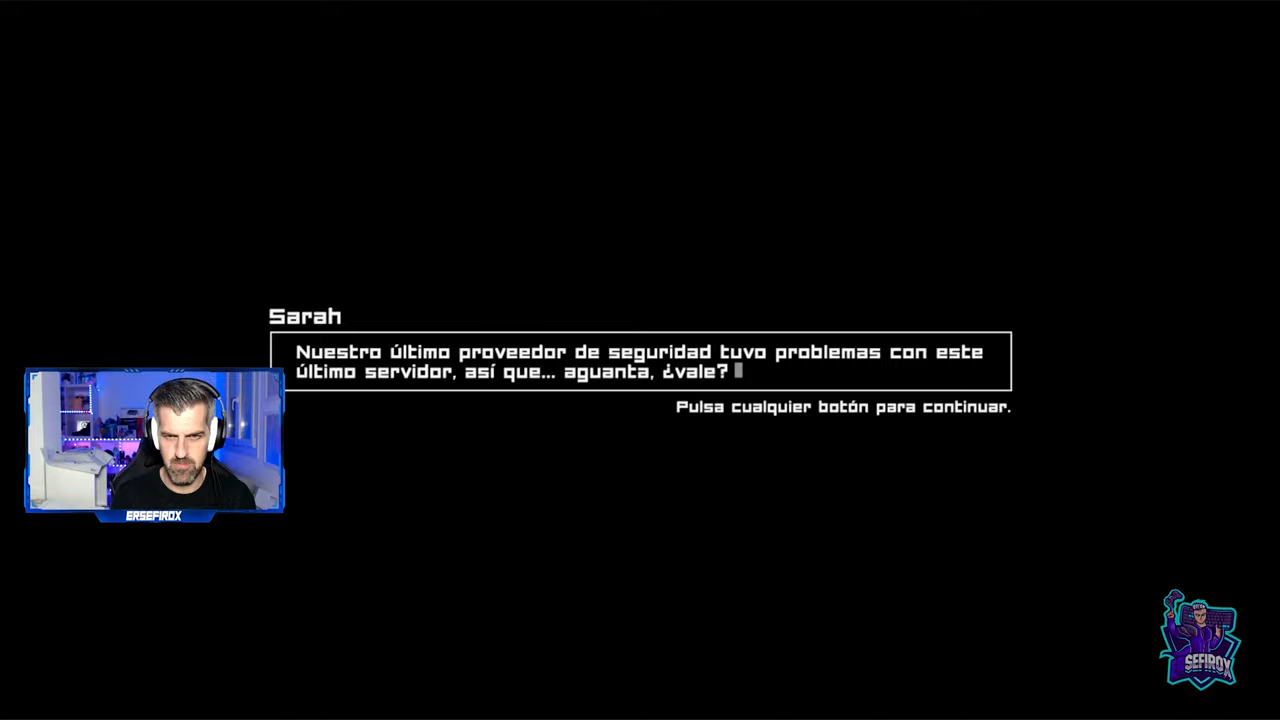 Sarah
Nuestro último proveedor de seguridad tuvo problemas con este
último servidor, así que... aguanta, ¿vale?
Pulsa cualquier botón para continuar.
ERSEFIROX
SEFIROX